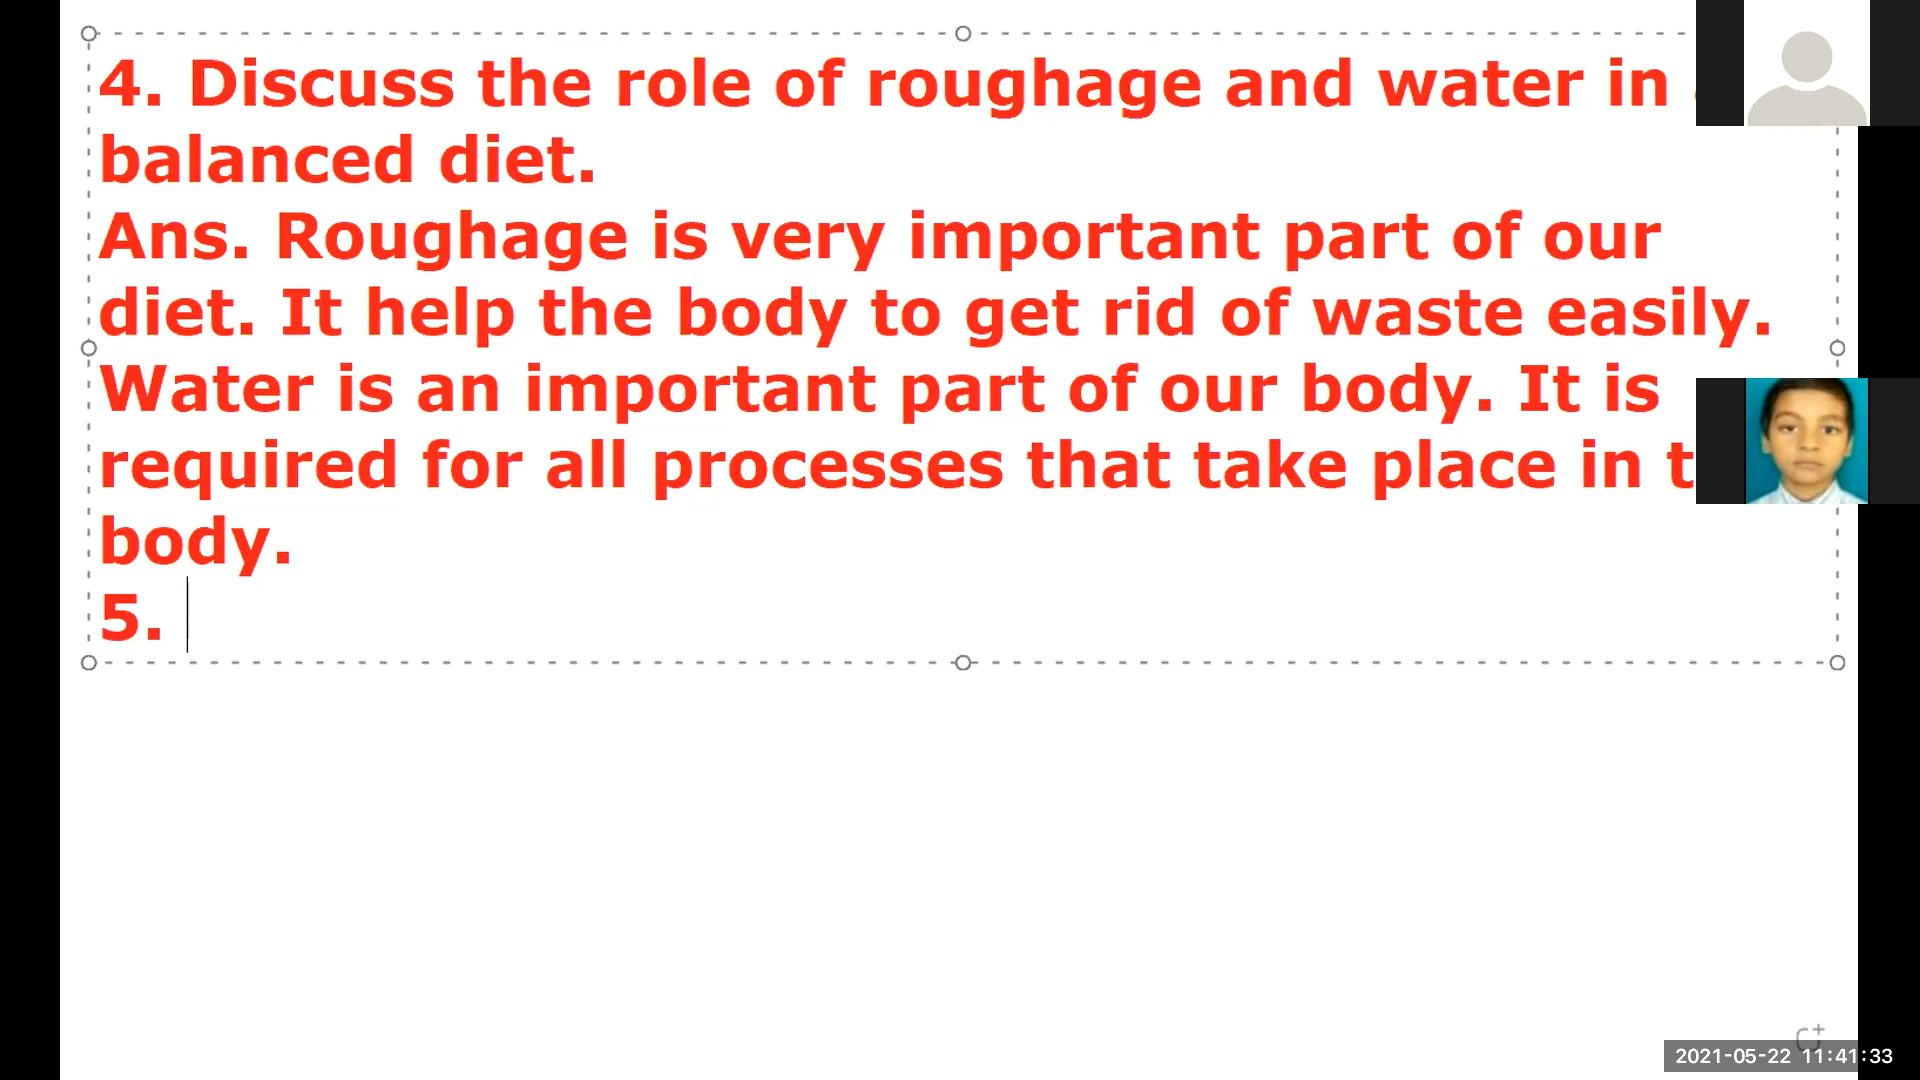 4. Discuss the role of roughage and water in
balanced diet.
Ans. Roughage is very important part of our
diet. It help the body to get rid of waste easily.
Water is an important part of our body. It is
required for all processes that take place in
body.
5.
2021-05-22 11:41:33